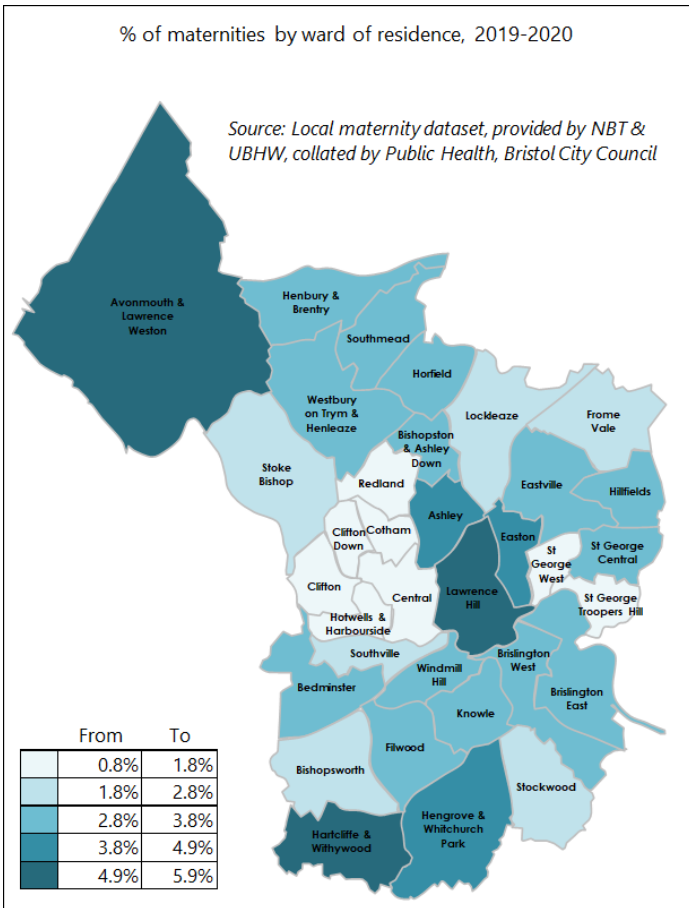 % of maternities by ward of residence, 2019-2020
Source: Local maternity dataset, provided by NBT &
UBHW, collated by Public Health, Bristol City Council
Avonmouth &
Lawrence
Weston
Henbury &
Brentry
Southmead
Horfield
Westbury
on Trym &
Henleaze
Bishopston
& Ashley
Down
Lockleaze
Frome
Vale
Stoke
Bishop
Redland
Eastville
Hillfields
Ashley
Easton
Cotham
Clifton
Down
St
George
West
St George
Central
Clifton
Central
Lawrence
Hill
St George
Troopers Hill
Hotwells &
Harbourside
Southville
Windmill
Hill
Brislington
West
Bedminster
Brislington
East
Knowle
Filwood
Bishopsworth
Stockwood
Hengrove &
Whitchurch
Park
Hartcliffe &
Withywood
From To
0.8% 1.8%
1.8% 2.8%
2.8% 3.8%
3.8% 4.9%
4.9% 5.9%